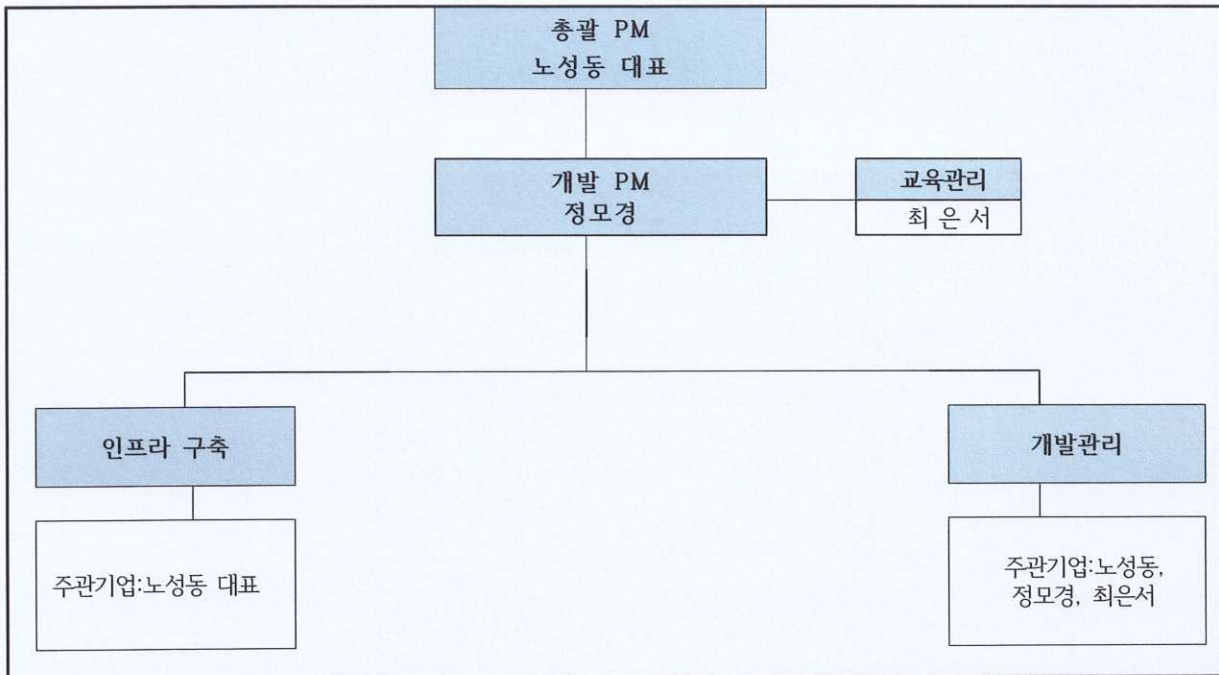 총괄 PM
노성동 대표
개발 PM
정모경
교육관리
최 은 서
인프라 구축
개발관리
주관기업:노성동 대표
주관기업:노성동,
정모경, 최은서